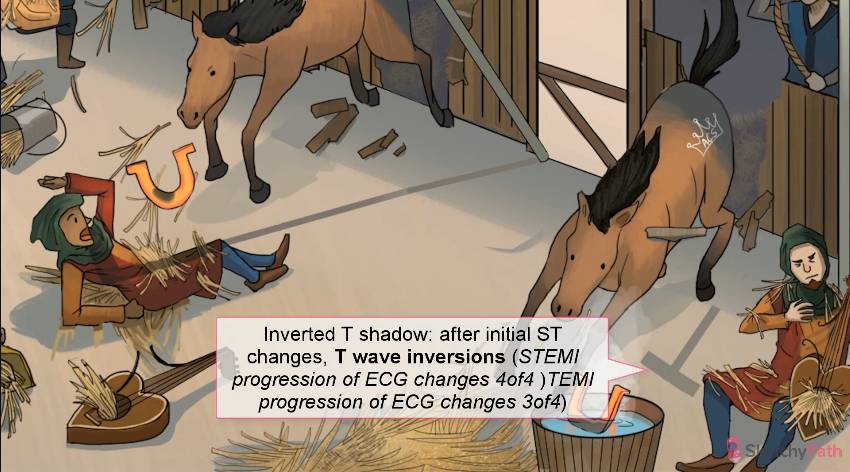 ACS
Inverted T shadow: after initial ST
changes, T wave inversions (STEMI
progression of ECG changes 4of4 )TEMI
progression of ECG changes 3of4)
SketchyPath